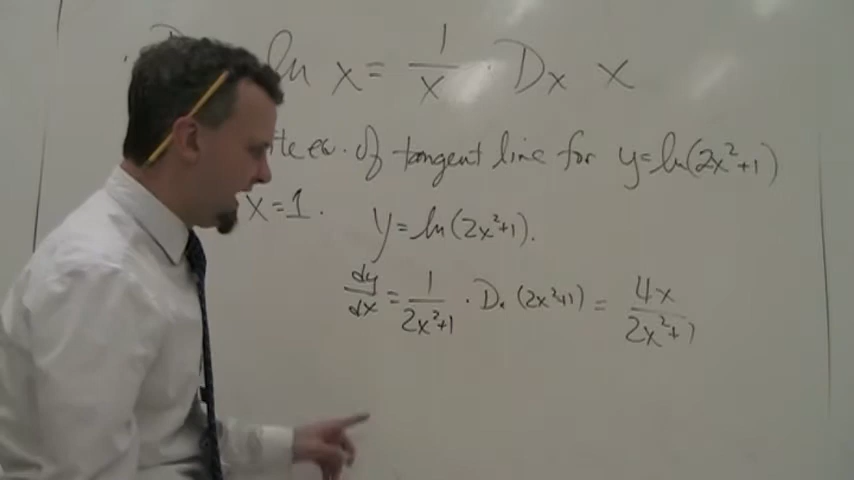 D ln x = 1/x · Dx x
te eq. of tangent line for y=ln(2x²+1)
x=1. y=ln(2x²+1).
dy/dx = 1/(2x²+1) · Dx (2x²+1) = 4x/(2x²+1)